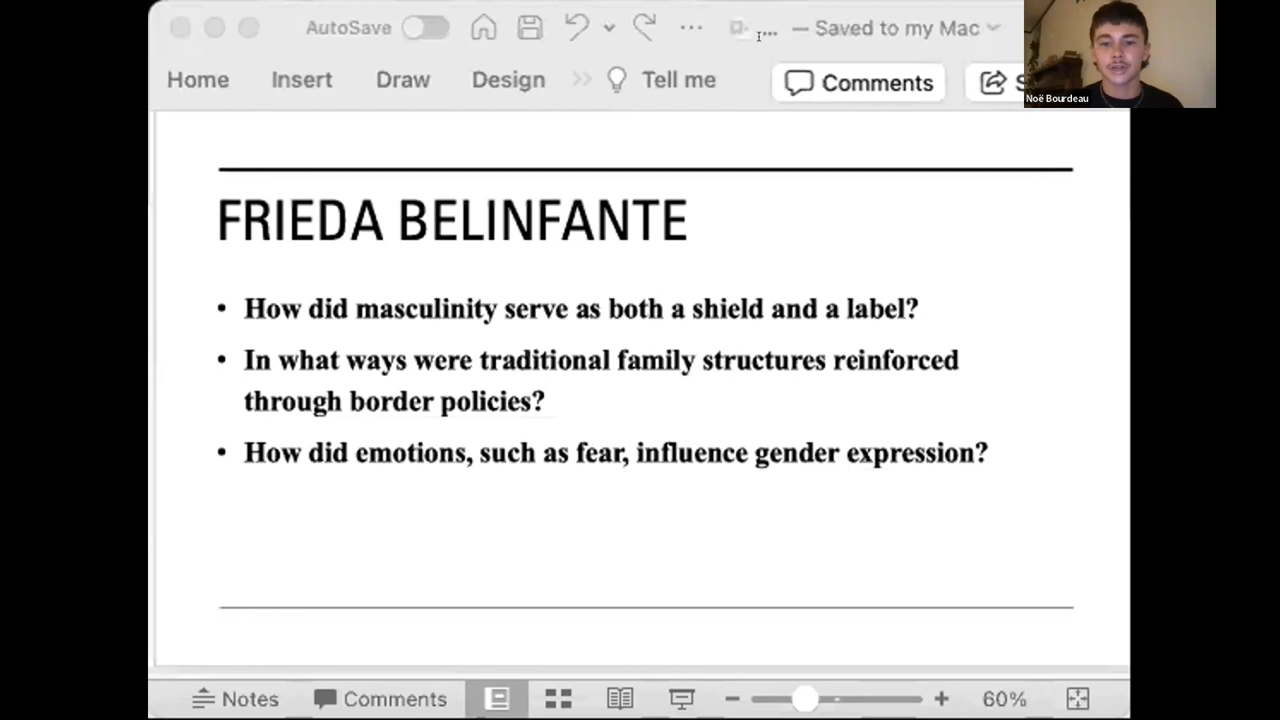 AutoSave
— Saved to my Mac
Home Insert Draw Design Tell me Comments
Noë Bourdeau
FRIEDA BELINFANTE
• How did masculinity serve as both a shield and a label?
• In what ways were traditional family structures reinforced
through border policies?
• How did emotions, such as fear, influence gender expression?
Notes Comments 60%